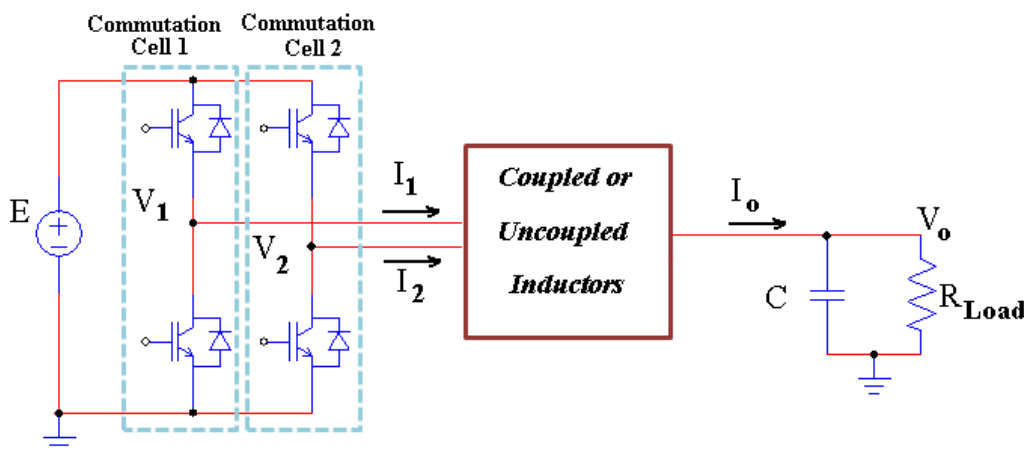 Commutation
Cell 1
Commutation
Cell 2
E
V1
V2
I1
I2
Coupled or
Uncoupled
Inductors
Io
Vo
C
RLoad